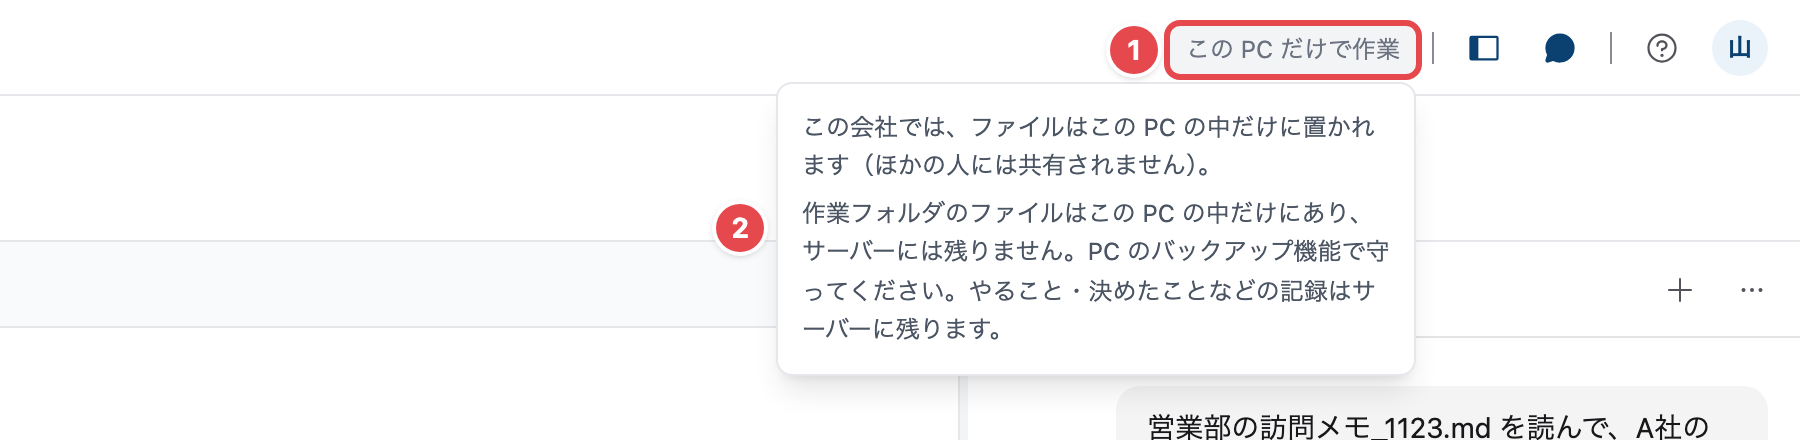 1
このPCだけで作業
山
この会社では、ファイルはこの PC の中だけに置かれ
ます（ほかの人には共有されません）。
2
作業フォルダのファイルはこの PC の中だけにあり、
サーバーには残りません。PC のバックアップ機能で守
ってください。やること・決めたことなどの記録はサ
ーバーに残ります。
営業部の訪問メモ_1123.md を読んで、A社の